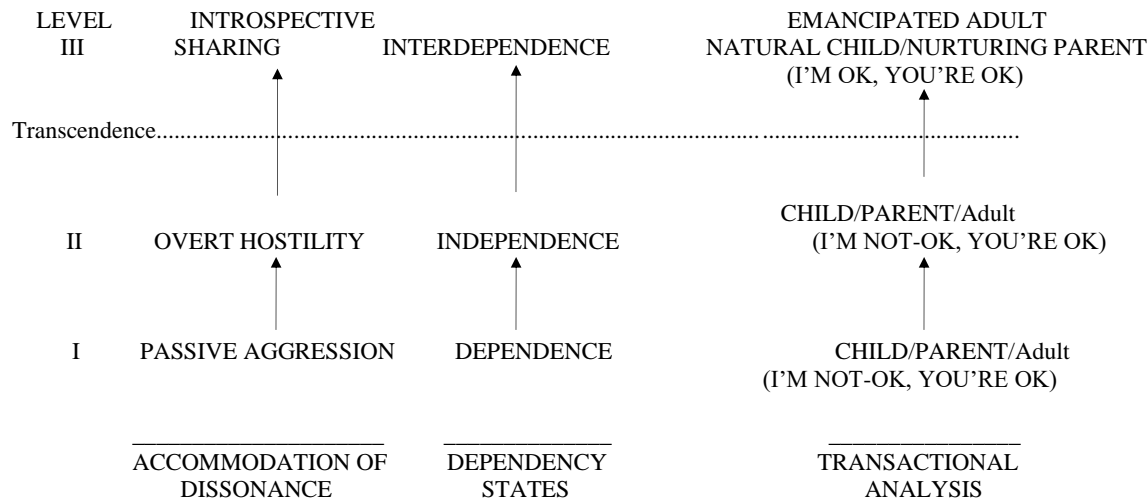 LEVEL INTROSPECTIVE EMANCIPATED ADULT
III SHARING INTERDEPENDENCE NATURAL CHILD/NURTURING PARENT
(I'M OK, YOU'RE OK)
Transcendence.................................................................................................... ...........................................
CHILD/PARENT/Adult
II OVERT HOSTILITY INDEPENDENCE (I'M NOT-OK, YOU'RE OK)
I PASSIVE AGGRESSION DEPENDENCE CHILD/PARENT/Adult
(I'M NOT-OK, YOU'RE OK)
ACCOMMODATION OF DEPENDENCY TRANSACTIONAL
DISSONANCE STATES ANALYSIS